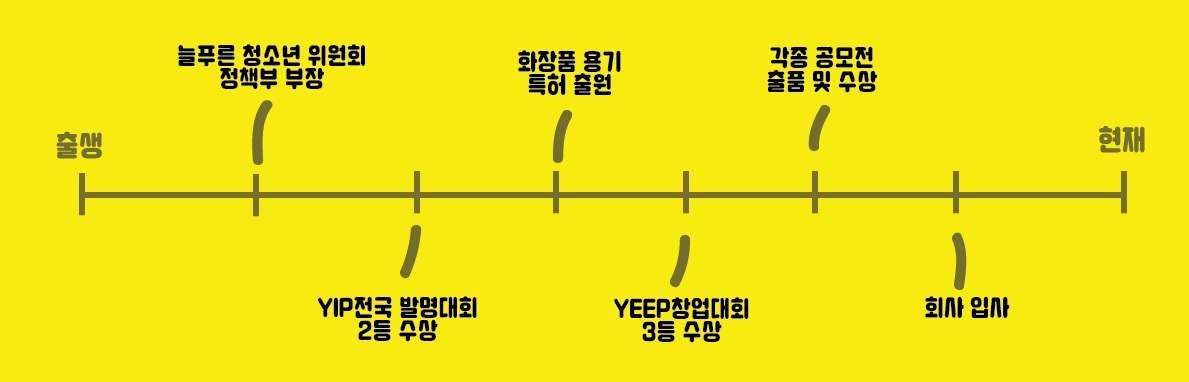 늘푸른 청소년 위원회
정책부 부장
화장품 용기
특허 출원
각종 공모전
출품 및 수상
출생
현재
YIP전국 발명대회
2등 수상
YEEP창업대회
3등 수상
회사 입사